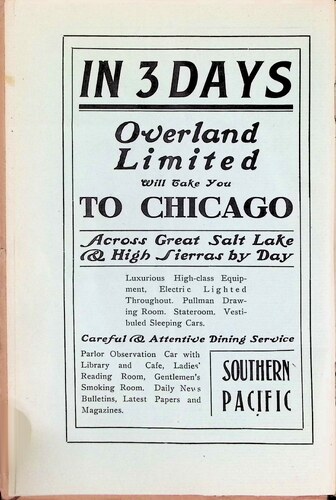 IN 3 DAYS
Overland
Limited
Will Take You
TO CHICAGO
Across Great Salt Lake
& High Sierras by Day
Luxurious High-class Equip-
ment, Electric Lighted
Throughout. Pullman Draw-
ing Room. Stateroom. Vesti-
buled Sleeping Cars.
Careful & Attentive Dining Service
Parlor Observation Car with
Library and Cafe, Ladies'
Reading Room, Gentlemen's
Smoking Room. Daily News
Bulletins, Latest Papers and
Magazines.
SOUTHERN
PACIFIC